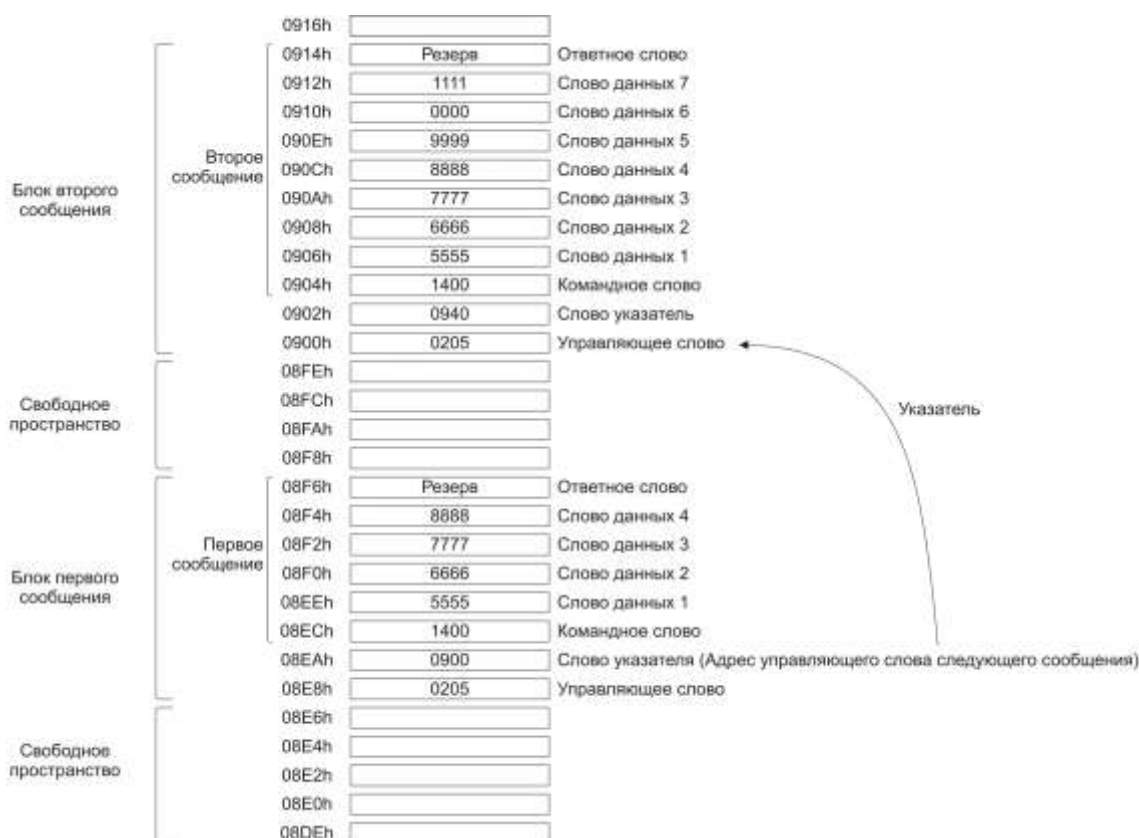 0916h
0914h Резерв Ответное слово
0912h 1111 Слово данных 7
0910h 0000 Слово данных 6
090Eh 9999 Слово данных 5
Второе
сообщение
090Ch 8888 Слово данных 4
Блок второго
сообщения
090Ah 7777 Слово данных 3
0908h 6666 Слово данных 2
0906h 5555 Слово данных 1
0904h 1400 Командное слово
0902h 0940 Слово указатель
0900h 0205 Управляющее слово
08FEh
Свободное
пространство
08FCh
Указатель
08FAh
08F8h
08F6h Резерв Ответное слово
08F4h 8888 Слово данных 4
Первое
сообщение
08F2h 7777 Слово данных 3
Блок первого
сообщения
08F0h 6666 Слово данных 2
08EEh 5555 Слово данных 1
08ECh 1400 Командное слово
08EAh 0900 Слово указателя (Адрес управляющего слова следующего сообщения)
08E8h 0205 Управляющее слово
08E6h
Свободное
пространство
08E4h
08E2h
08E0h
08DEh